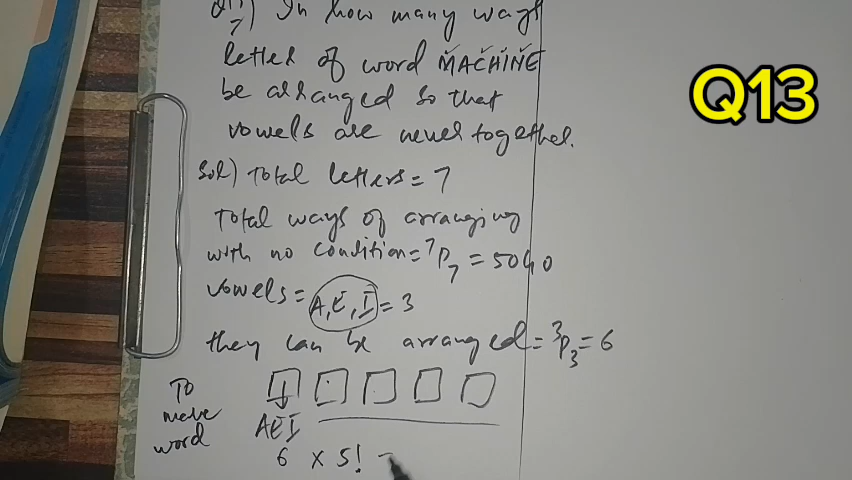 In how many ways
7)
letter of word MACHINE
be arranged so that
vowels are never together.
Q13
Sol) Total letters = 7
Total ways of arranging
with no condition = ⁷P₇ = 5040
vowels = A, E, I = 3
they can be arranged = ³P₃ = 6
To
make
word
AEI
6 × 5!